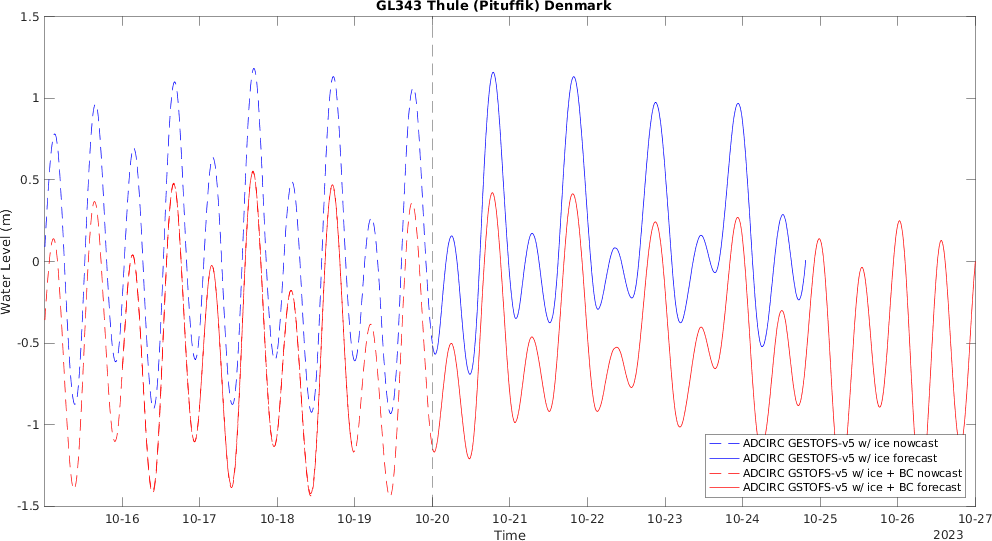 GL343 Thule (Pituffik) Denmark
1.5
1
0.5
0
-0.5
-1
-1.5
Water Level (m)
ADCIRC GESTOFS-v5 w/ ice nowcast
ADCIRC GESTOFS-v5 w/ ice forecast
ADCIRC GSTOFS-v5 w/ ice + BC nowcast
ADCIRC GSTOFS-v5 w/ ice + BC forecast
10-16 10-17 10-18 10-19 10-20 10-21 10-22 10-23 10-24 10-25 10-26 10-27
Time
2023